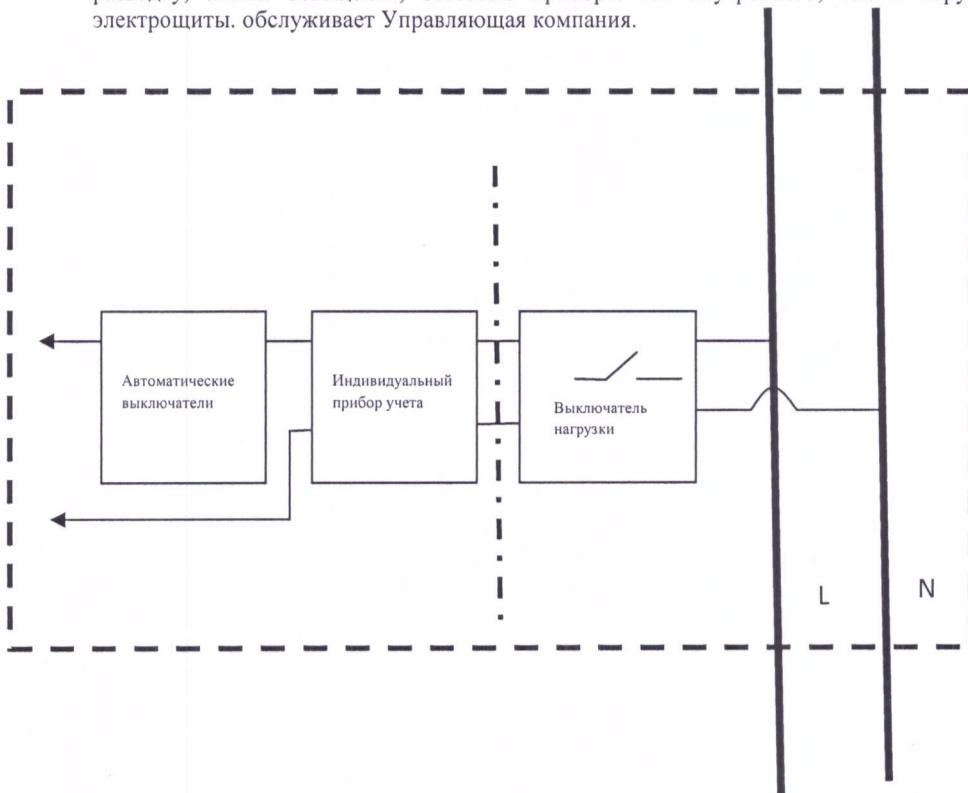 электрощиты. обслуживает Управляющая компания.
Автоматические
выключатели
Индивидуальный
прибор учета
Выключатель
нагрузки
L
N